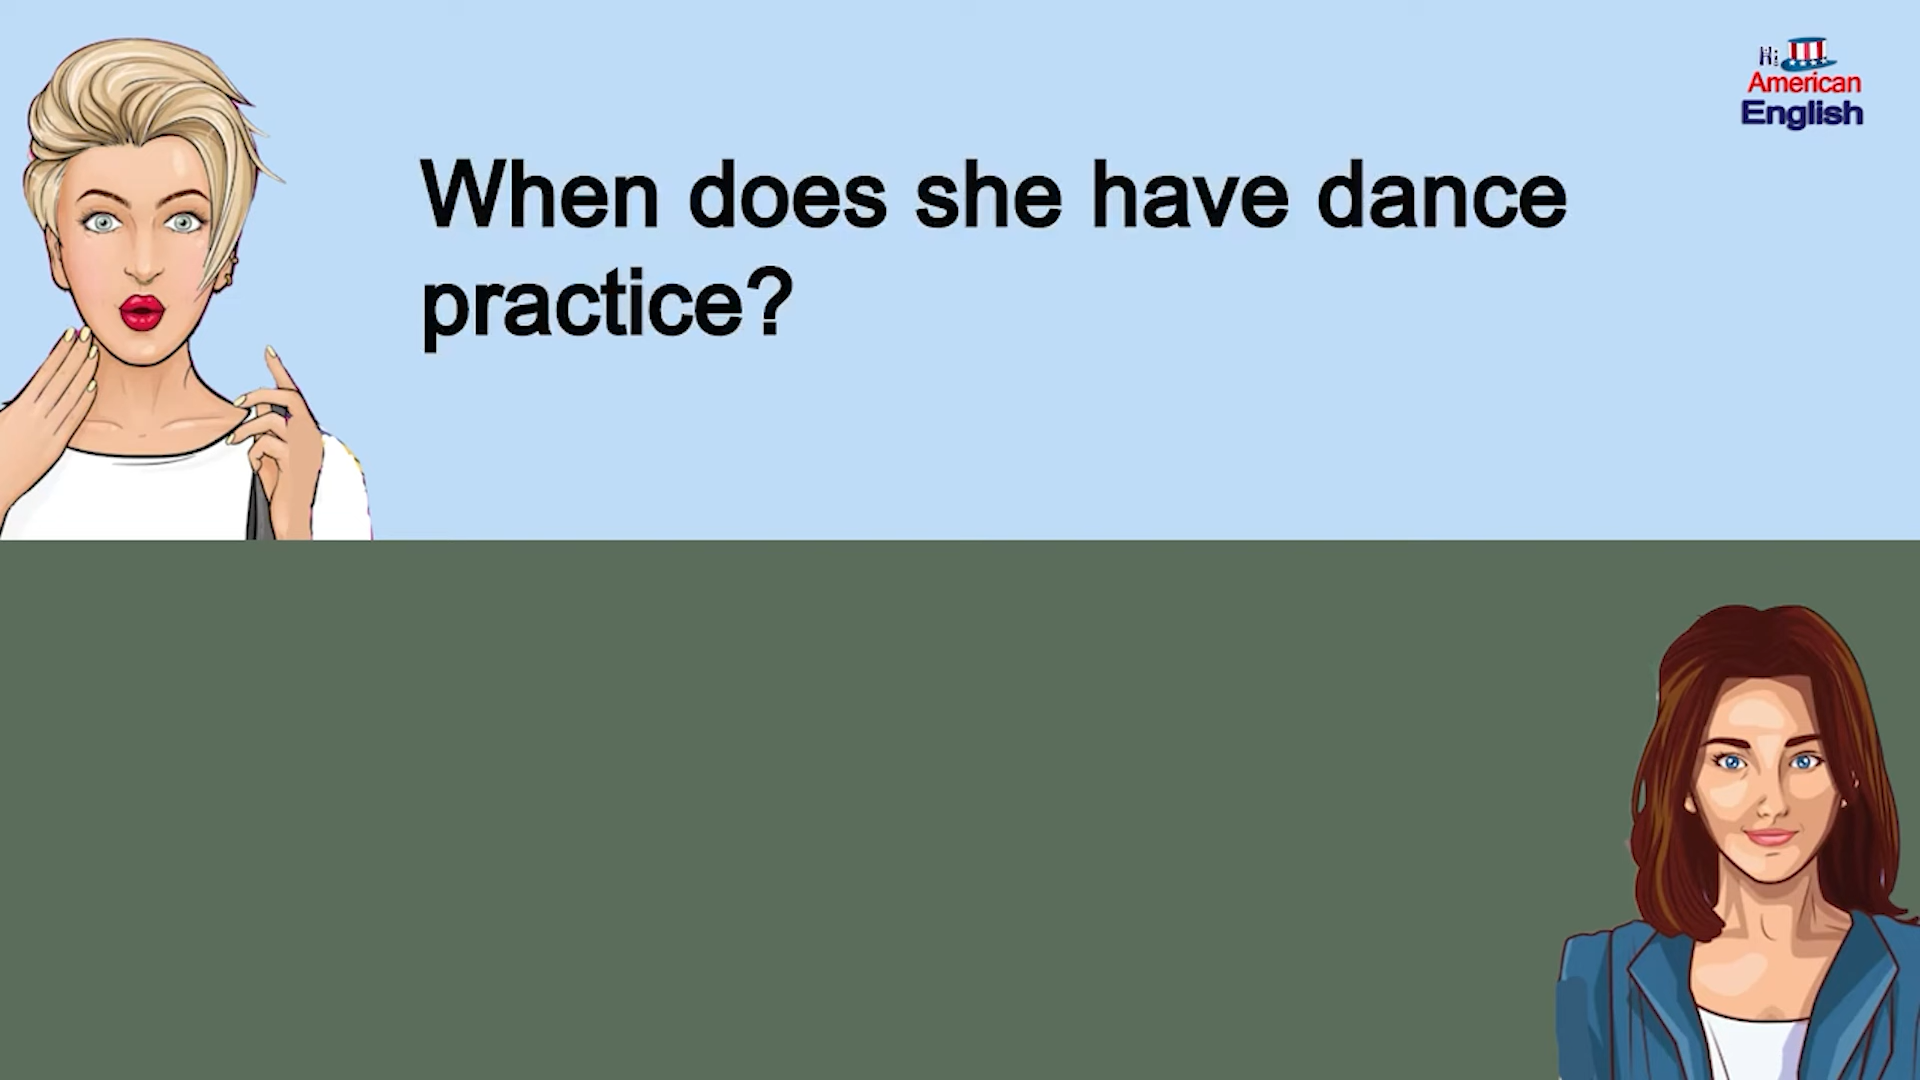 Hi
American
English
When does she have dance
practice?